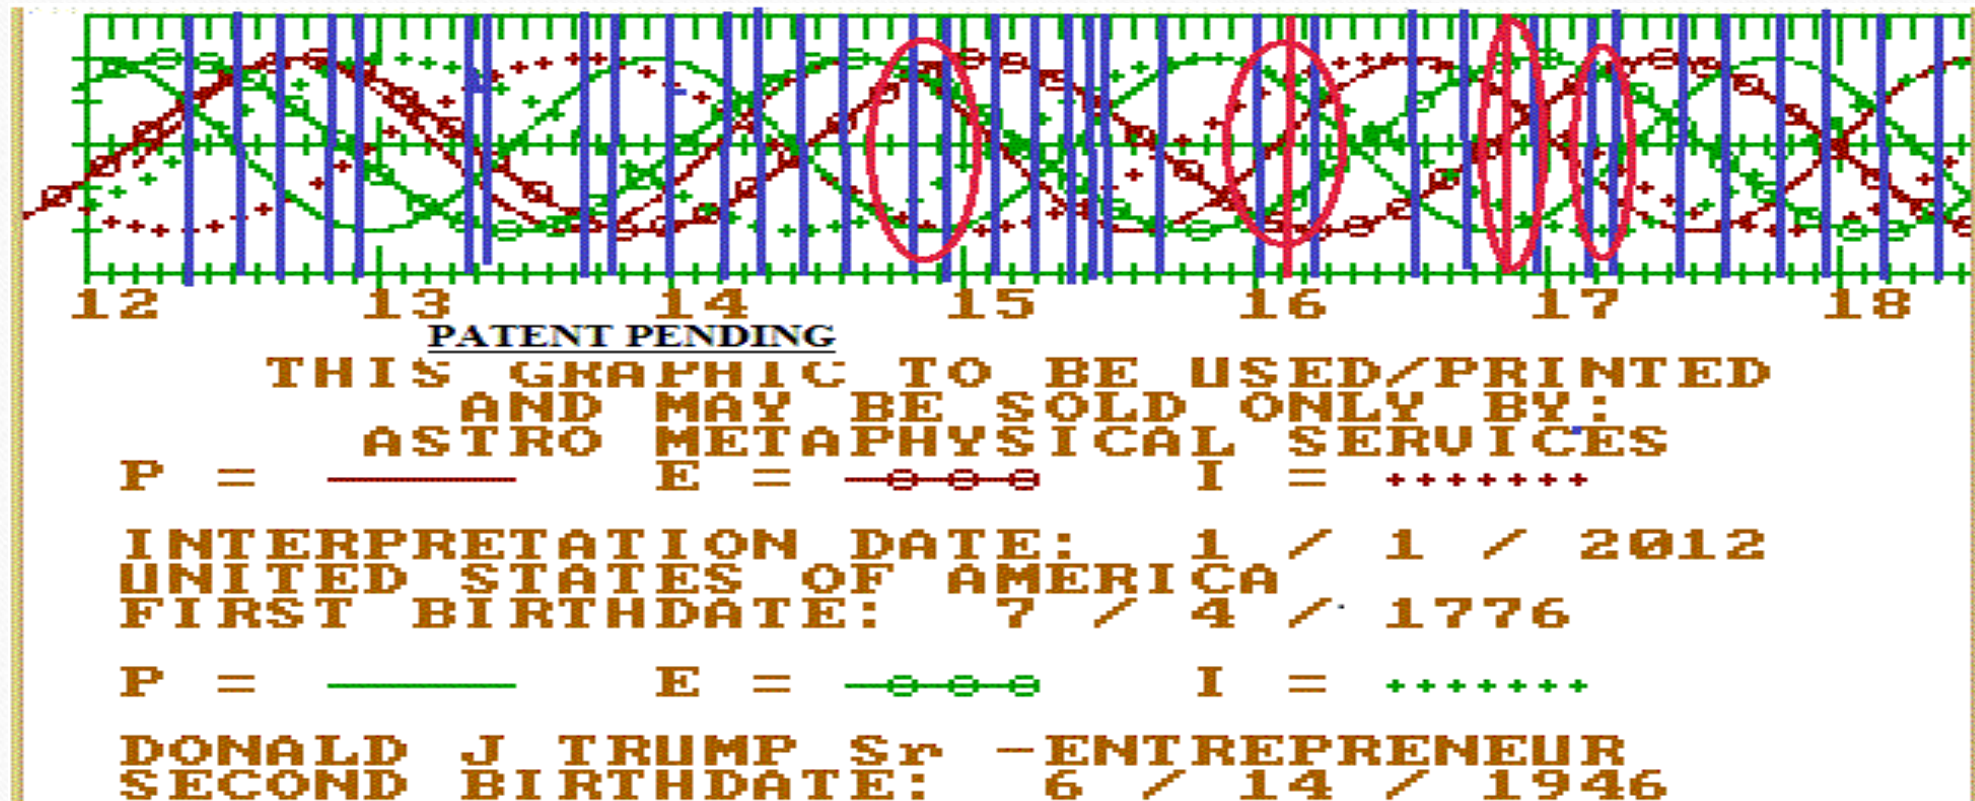 12 13 14 15 16 17 18
PATENT PENDING
THIS GRAPHIC TO BE USED/PRINTED
AND MAY BE SOLD ONLY BY:
ASTRO METAPHYSICAL SERVICES
P = E = I =
INTERPRETATION DATE: 1 / 1 / 2012
UNITED STATES OF AMERICA
FIRST BIRTHDATE: 7 / 4 / 1776
P = E = I =
DONALD J TRUMP Sr -ENTREPRENEUR
SECOND BIRTHDATE: 6 / 14 / 1946